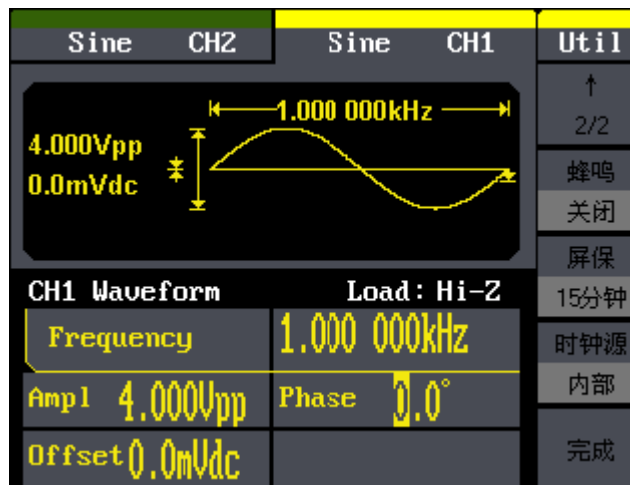 Sine CH2 Sine CH1 Util
↑
2/2
1.000 000kHz
4.000Vpp
0.0mVdc
蜂鸣
关闭
屏保
15分钟
时钟源
内部
完成
CH1 Waveform Load: Hi-Z
Frequency 1.000 000kHz
Ampl 4.000Vpp Phase 0.0°
Offset 0.0mVdc